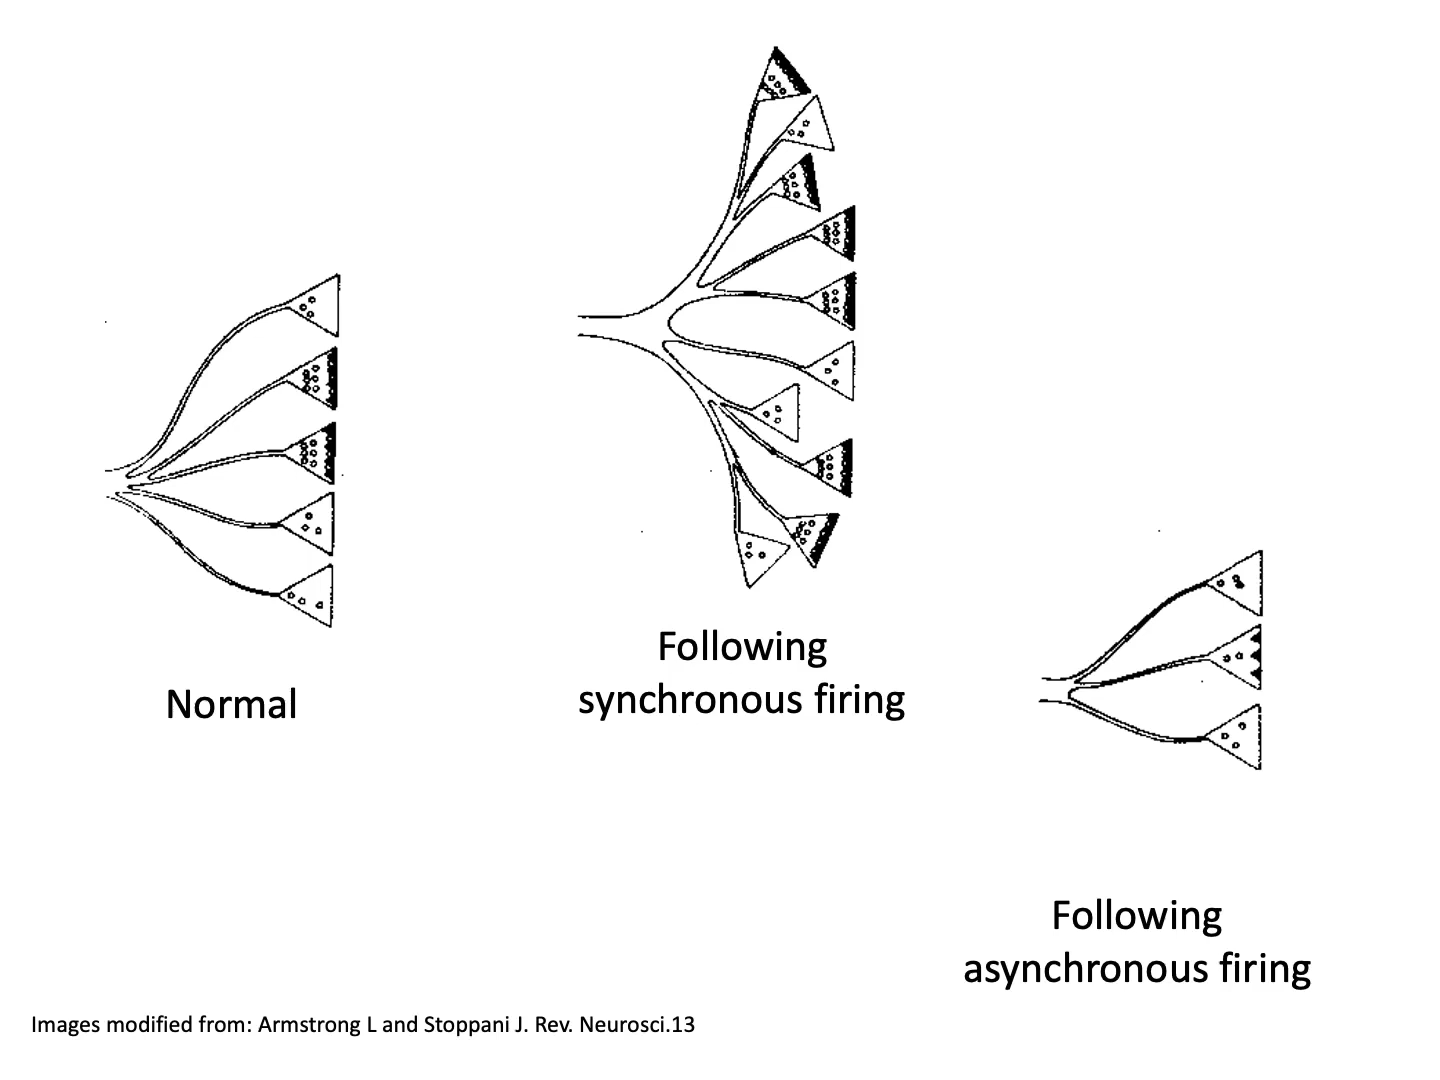 Normal
Following
synchronous firing
Following
asynchronous firing
Images modified from: Armstrong L and Stoppani J. Rev. Neurosci.13